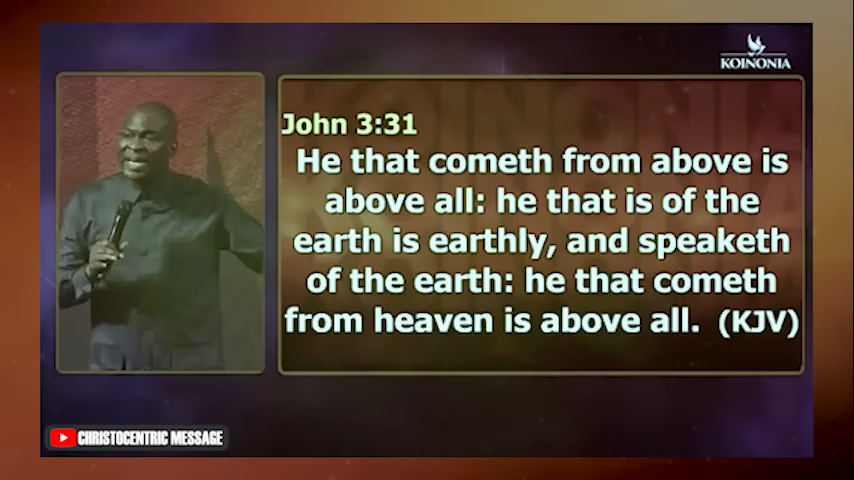 KOINONIA
John 3:31
He that cometh from above is
above all: he that is of the
earth is earthly, and speaketh
of the earth: he that cometh
from heaven is above all. (KJV)
CHRISTOCENTRIC MESSAGE